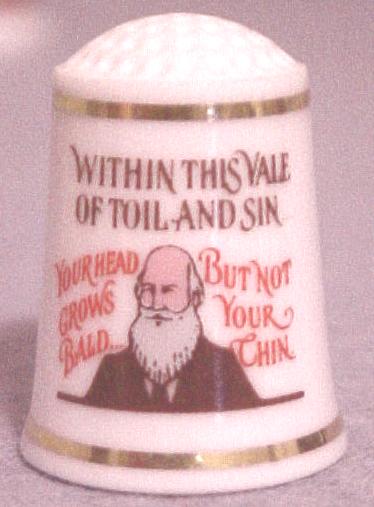 WITHIN THIS VALE
OF TOIL AND SIN
YOUR HEAD
GROWS
BALD...
BUT NOT
YOUR
CHIN.